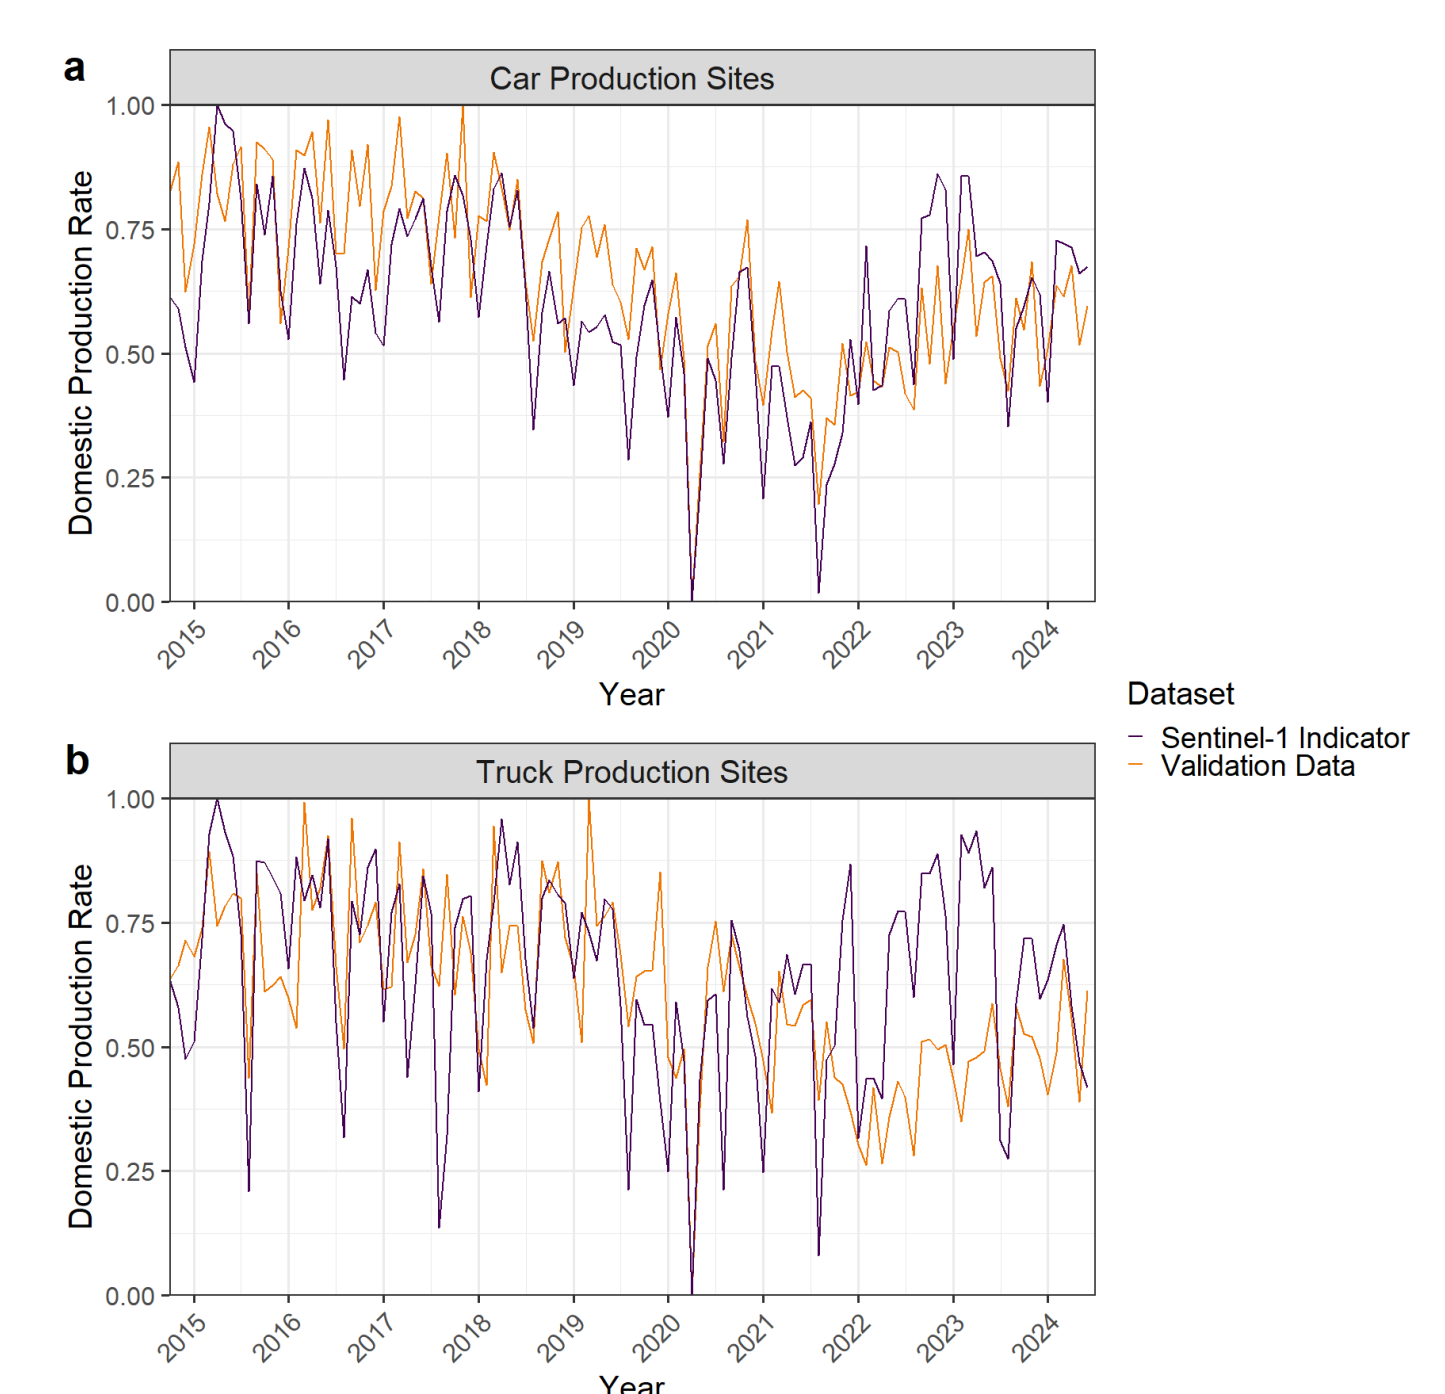 a
Car Production Sites
Domestic Production Rate
1.00
0.75
0.50
0.25
0.00
2015 2016 2017 2018 2019 2020 2021 2022 2023 2024
Year
Dataset
Sentinel-1 Indicator
Validation Data
b
Truck Production Sites
Domestic Production Rate
1.00
0.75
0.50
0.25
0.00
2015 2016 2017 2018 2019 2020 2021 2022 2023 2024
Year